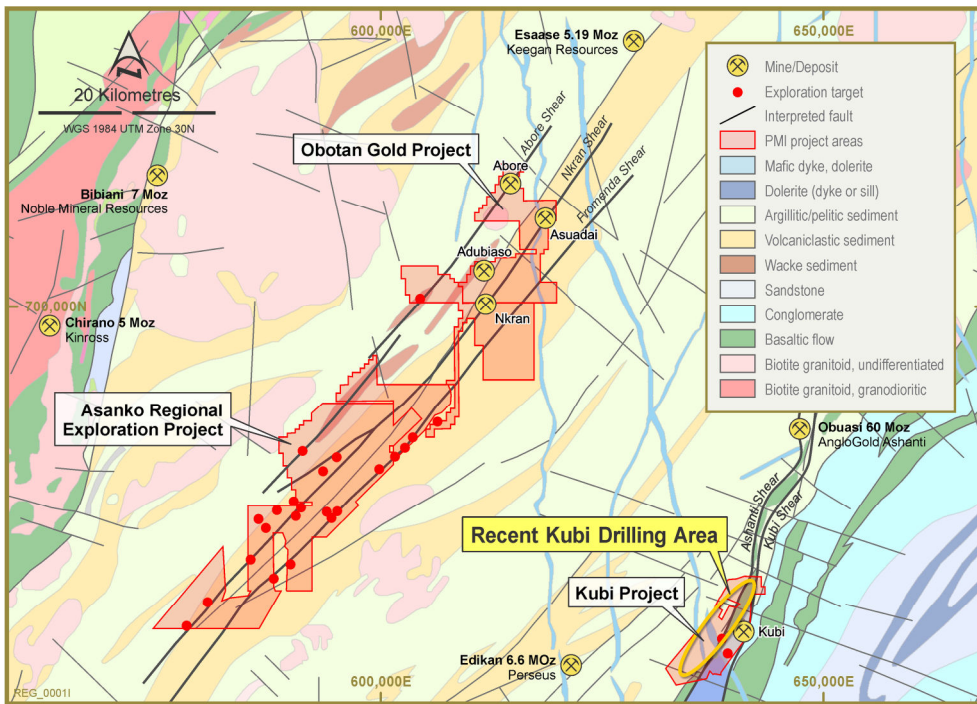 600,000E
650,000E
Esaase 5.19 Moz
Keegan Resources
20 Kilometres
WGS 1984 UTM Zone 30N
Mine/Deposit
Exploration target
Interpreted fault
PMI project areas
Mafic dyke, dolerite
Dolerite (dyke or sill)
Argillitic/pelitic sediment
Volcaniclastic sediment
Wacke sediment
Sandstone
Conglomerate
Basaltic flow
Biotite granitoid, undifferentiated
Biotite granitoid, granodioritic
Obotan Gold Project
Abore Shear
Nkran Shear
Fromenda Shear
Abore
Bibiani 7 Moz
Noble Mineral Resources
Asuadai
Adubiaso
Nkran
700,000N
Chirano 5 Moz
Kinross
Asanko Regional
Exploration Project
Obuasi 60 Moz
AngloGold Ashanti
Ashanti Shear
Kubi Shear
Recent Kubi Drilling Area
Kubi Project
Kubi
Edikan 6.6 MOz
Perseus
REG_0001l
600,000E
650,000E